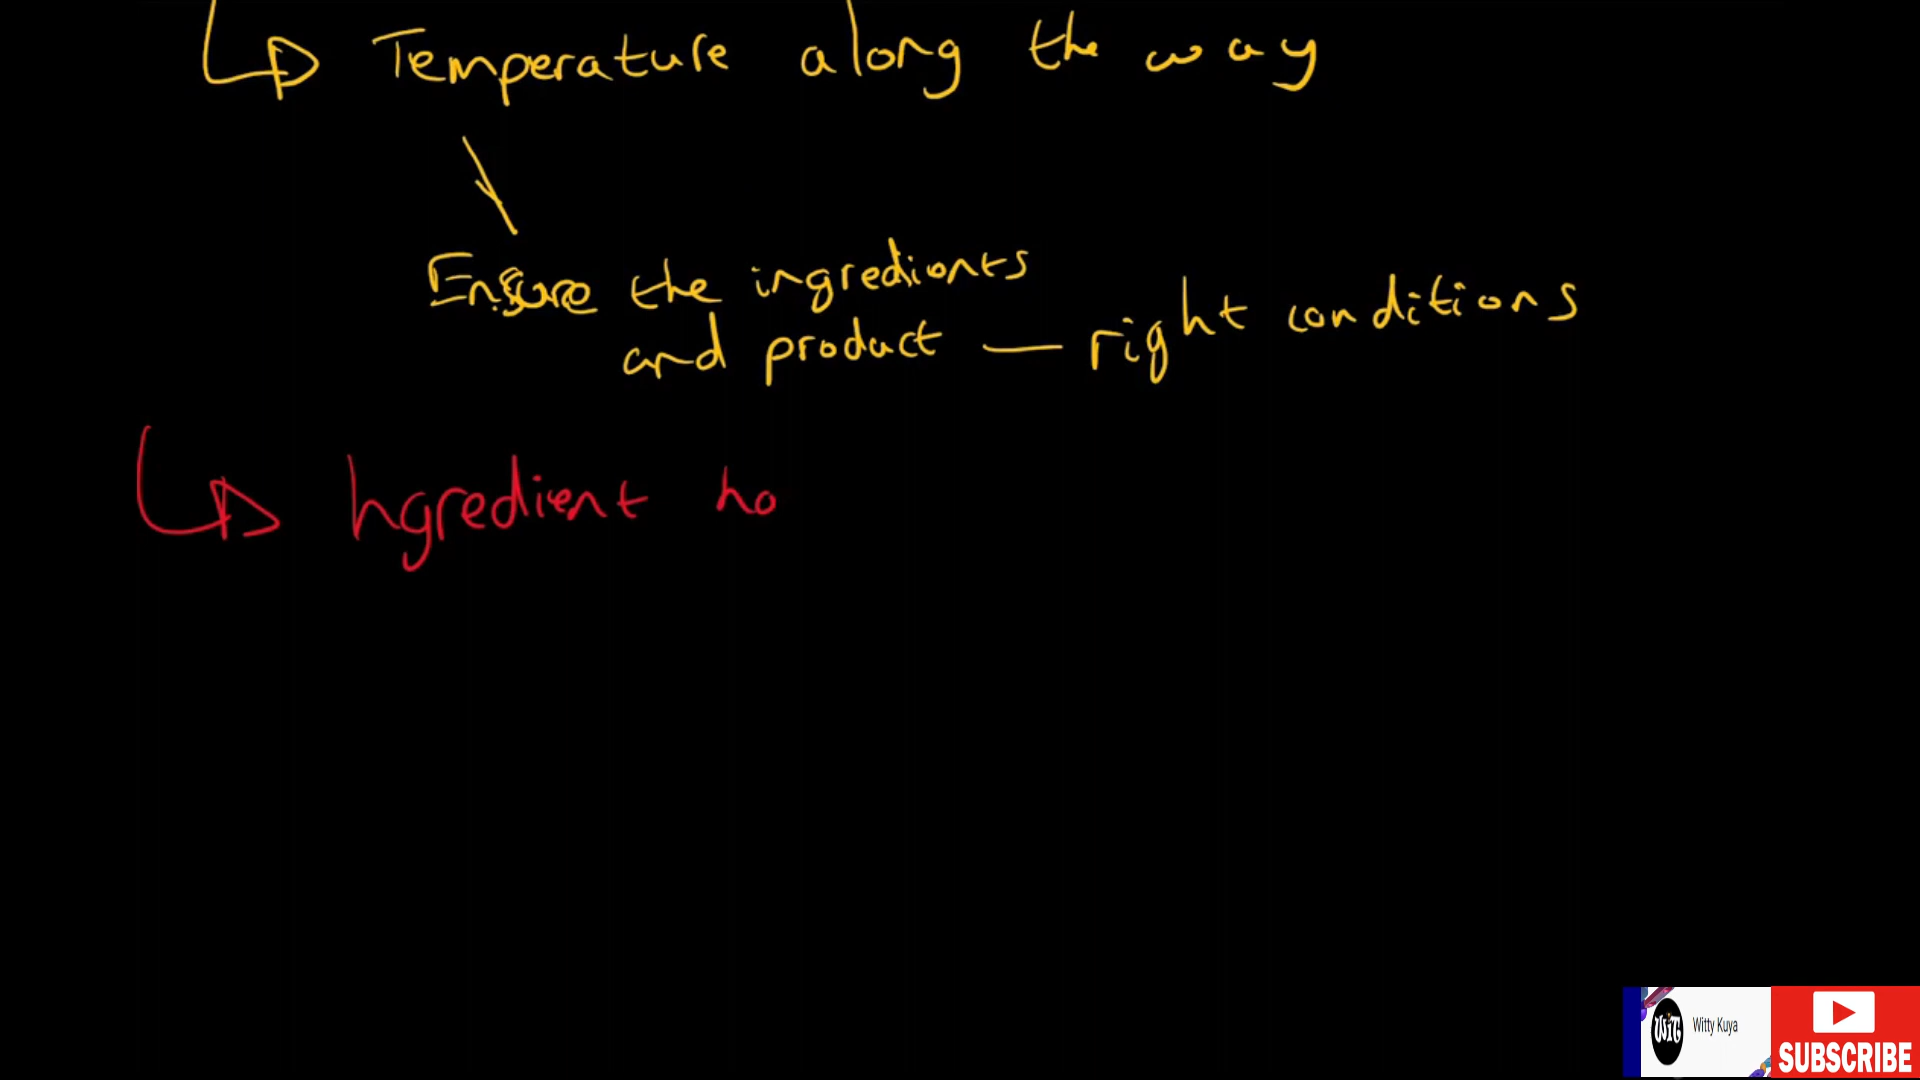 Temperature along the way
Ensure the ingredients
and product — right conditions
Ingredient ho
Witty Kuya
SUBSCRIBE